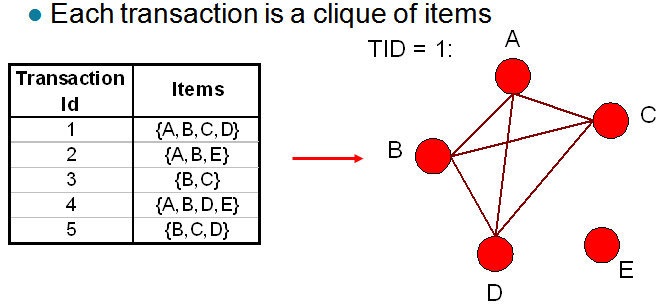 ● Each transaction is a clique of items
TID = 1:
Transaction Id Items
1 {A,B,C,D}
2 {A,B,E}
3 {B,C}
4 {A,B,D,E}
5 {B,C,D}
A
C
B
E
D